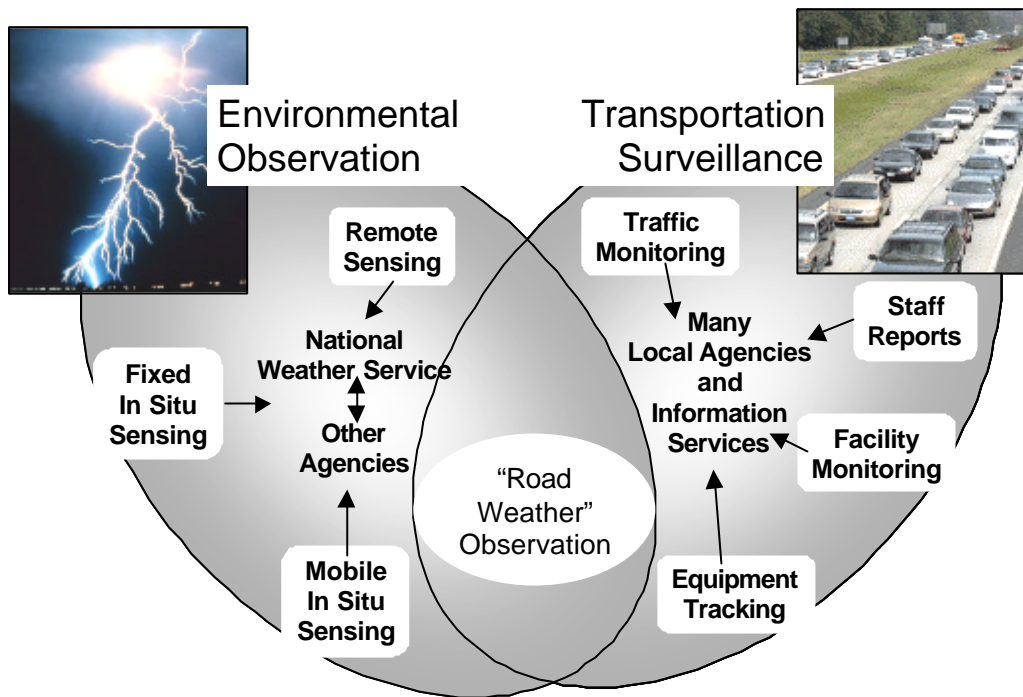 Environmental
Observation
Transportation
Surveillance
Remote
Sensing
National
Weather Service
Other
Agencies
Fixed
In Situ
Sensing
Mobile
In Situ
Sensing
“Road
Weather”
Observation
Traffic
Monitoring
Many
Local Agencies
and
Information
Services
Staff
Reports
Facility
Monitoring
Equipment
Tracking